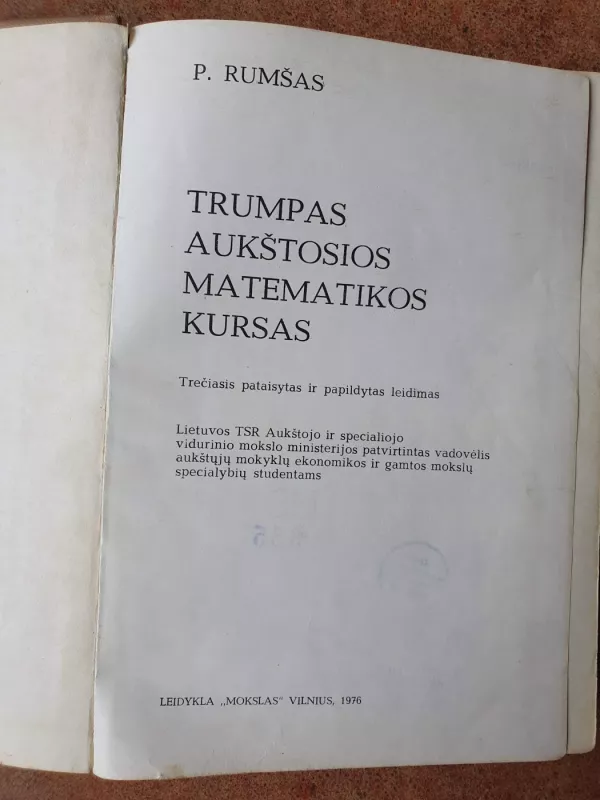 P. RUMŠAS
TRUMPAS
AUKŠTOSIOS
MATEMATIKOS
KURSAS
Trečiasis pataisytas ir papildytas leidimas
Lietuvos TSR Aukštojo ir specialiojo
vidurinio mokslo ministerijos patvirtintas vadovėlis
aukštųjų mokyklų ekonomikos ir gamtos mokslų
specialybių studentams
LEIDYKLA „MOKSLAS" VILNIUS, 1976